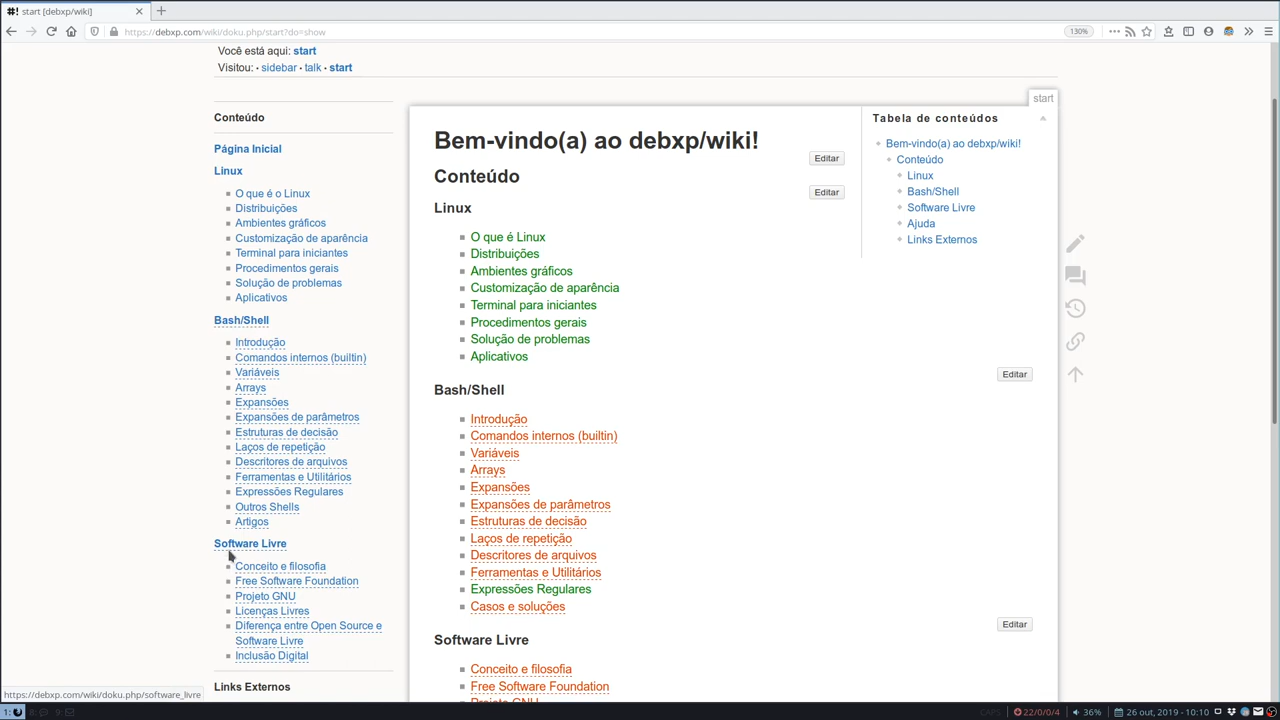 start [debxp/wiki]
https://debxp.com/wiki/doku.php/start?do=show
130%
Você está aqui: start
Visitou: • sidebar • talk • start
Conteúdo
Página Inicial
Linux
O que é o Linux
Distribuições
Ambientes gráficos
Customização de aparência
Terminal para iniciantes
Procedimentos gerais
Solução de problemas
Aplicativos
Bash/Shell
Introdução
Comandos internos (builtin)
Variáveis
Arrays
Expansões
Expansões de parâmetros
Estruturas de decisão
Laços de repetição
Descritores de arquivos
Ferramentas e Utilitários
Expressões Regulares
Outros Shells
Artigos
Software Livre
Conceito e filosofia
Free Software Foundation
Projeto GNU
Licenças Livres
Diferença entre Open Source e
Software Livre
Inclusão Digital
Links Externos
start
Bem-vindo(a) ao debxp/wiki!
Editar
Conteúdo
Editar
Linux
O que é Linux
Distribuições
Ambientes gráficos
Customização de aparência
Terminal para iniciantes
Procedimentos gerais
Solução de problemas
Aplicativos
Editar
Bash/Shell
Introdução
Comandos internos (builtin)
Variáveis
Arrays
Expansões
Expansões de parâmetros
Estruturas de decisão
Laços de repetição
Descritores de arquivos
Ferramentas e Utilitários
Expressões Regulares
Casos e soluções
Editar
Software Livre
Conceito e filosofia
Free Software Foundation
Projeto GNU
Tabela de conteúdos
Bem-vindo(a) ao debxp/wiki!
Conteúdo
Linux
Bash/Shell
Software Livre
Ajuda
Links Externos
https://debxp.com/wiki/doku.php/software_livre
1:
8:
9:
CAPS
22/0/0/4
36%
26 out, 2019 - 10:10